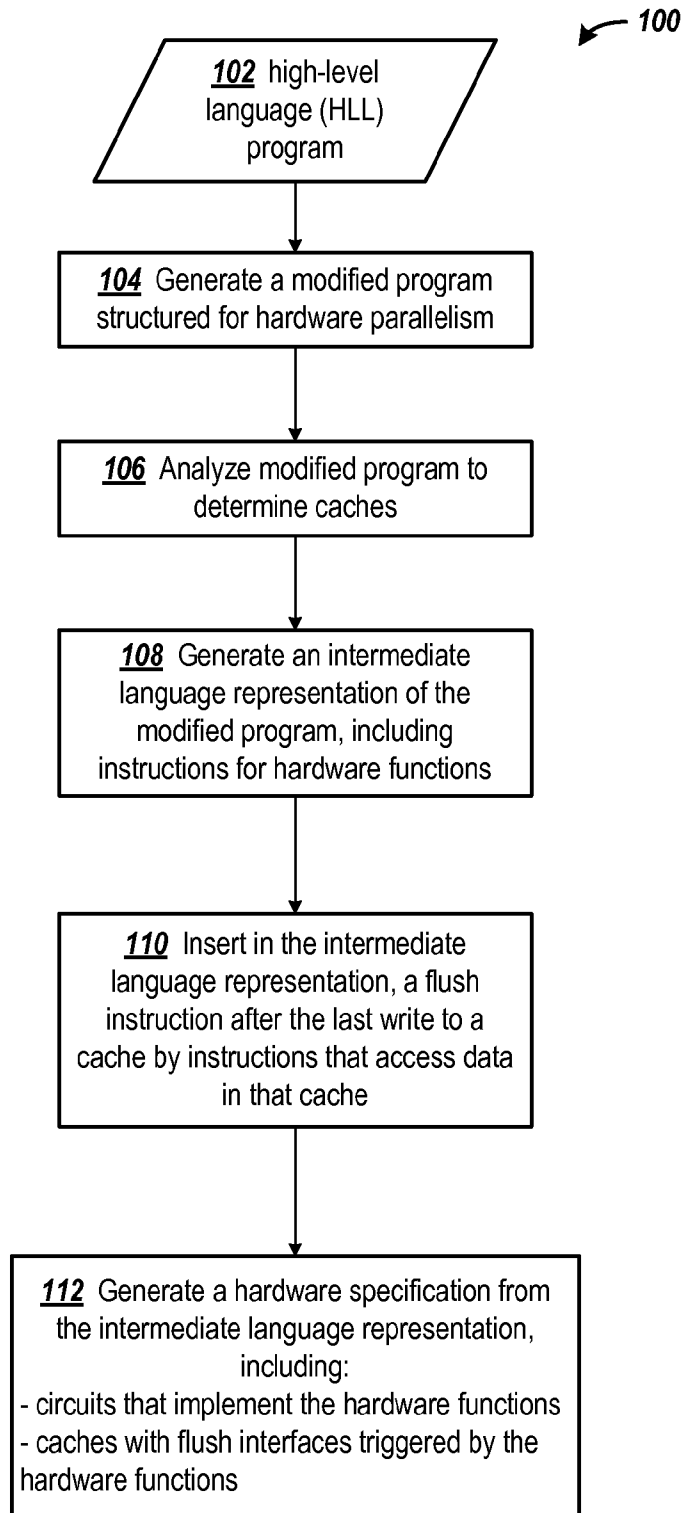 100
102 high-level
language (HLL)
program
104 Generate a modified program
structured for hardware parallelism
106 Analyze modified program to
determine caches
108 Generate an intermediate
language representation of the
modified program, including
instructions for hardware functions
110 Insert in the intermediate
language representation, a flush
instruction after the last write to a
cache by instructions that access data
in that cache
112 Generate a hardware specification from
the intermediate language representation,
including:
- circuits that implement the hardware functions
- caches with flush interfaces triggered by the
hardware functions